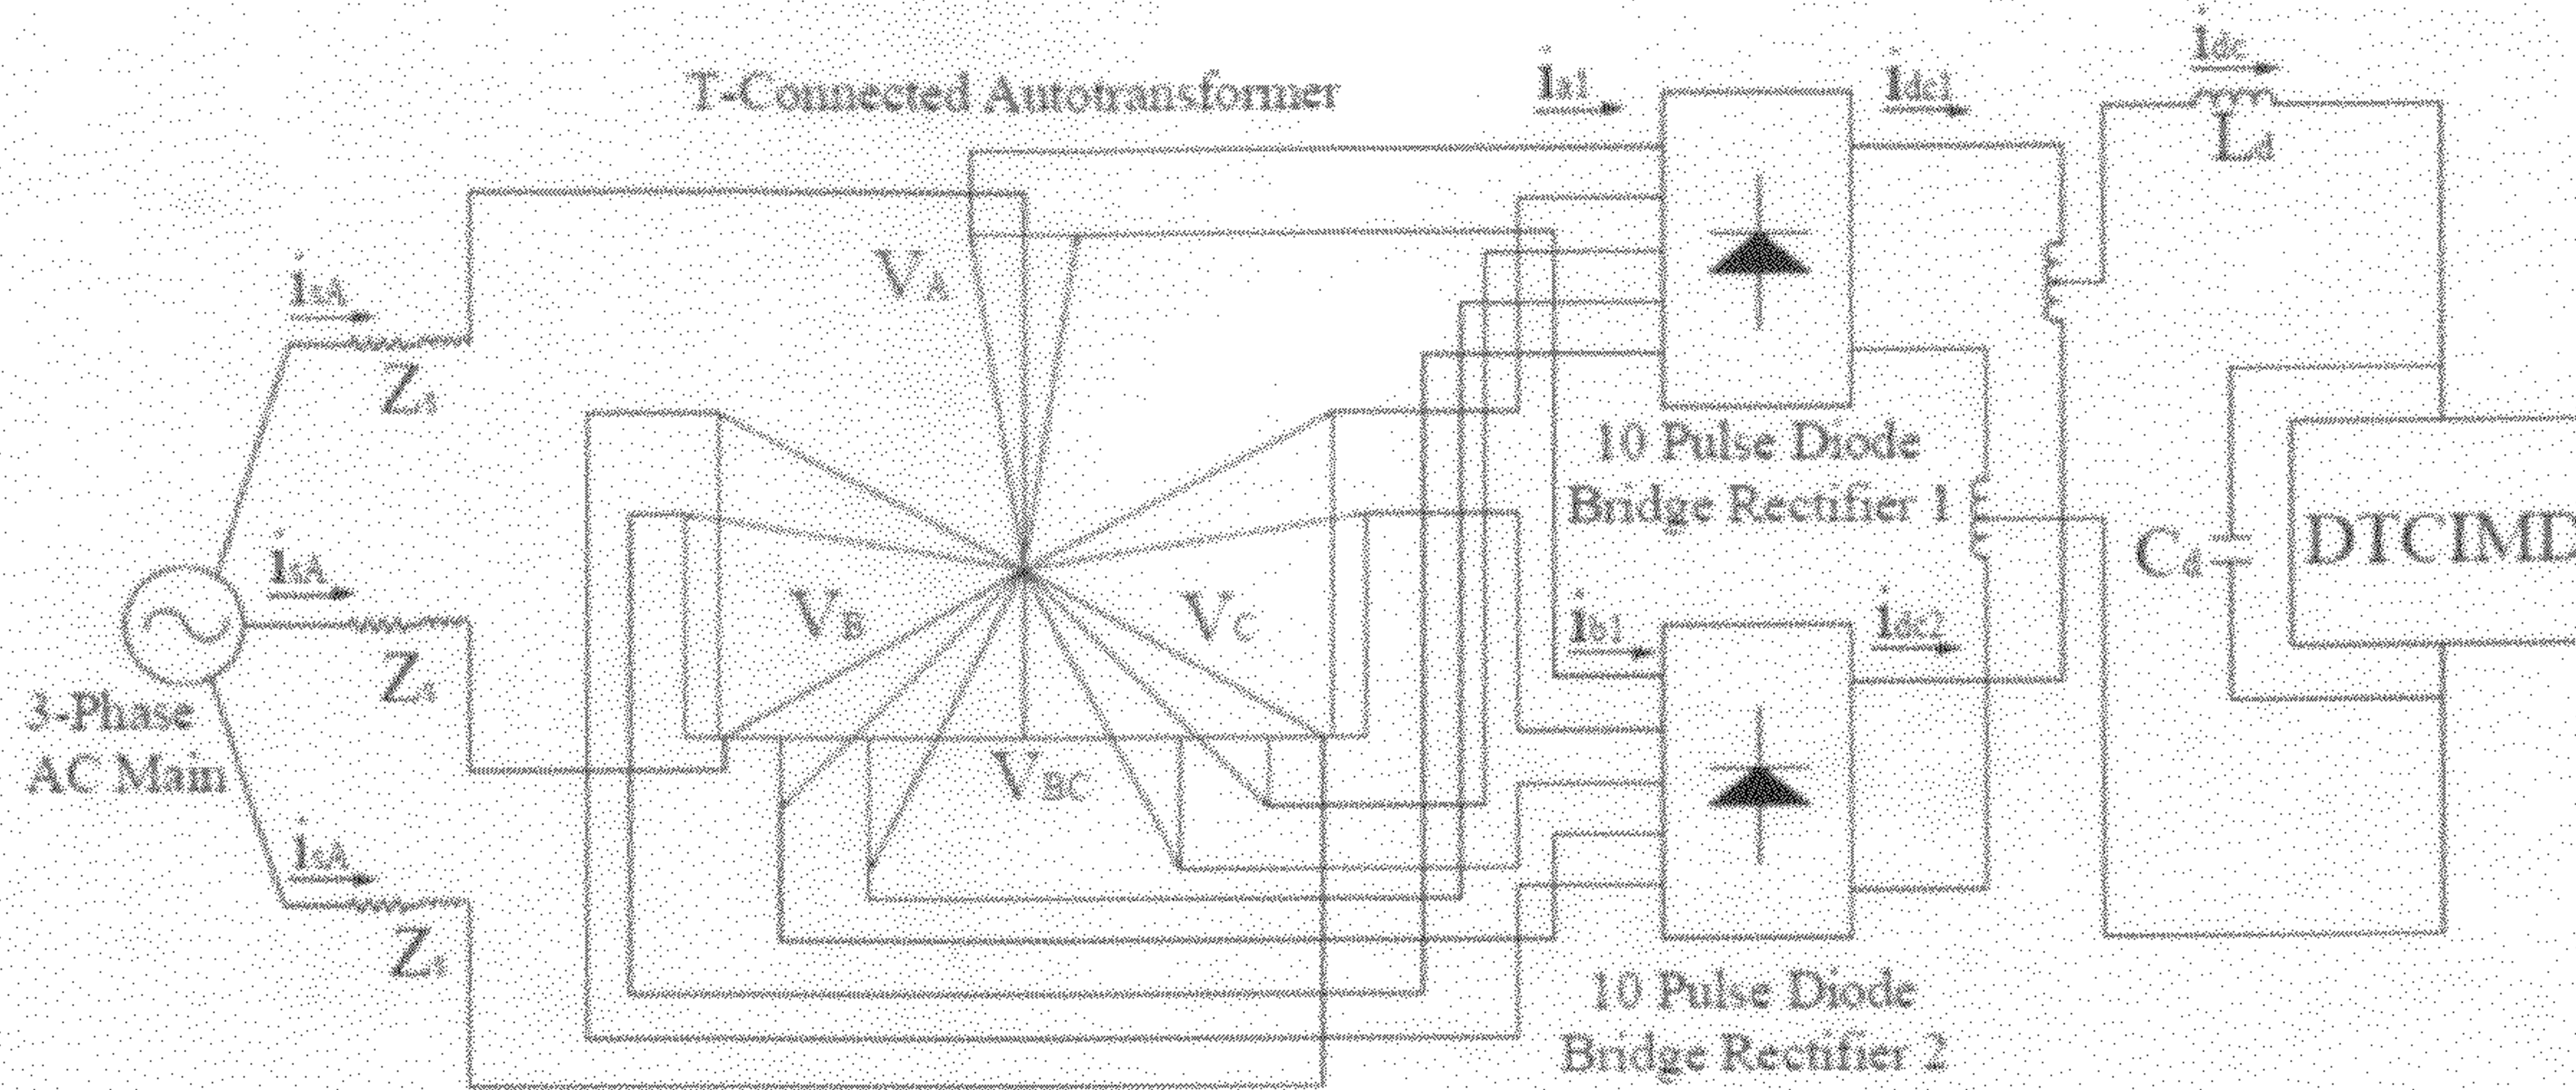 T-Connected Autotransformer
ia1
idc1
idc
Ld
VA
isA
Zs
10 Pulse Diode
Bridge Rectifier 1
isA
Zs
VB
VC
VBC
3-Phase
AC Main
isA
Zs
ib1
idc2
Cd
DTCIMD
10 Pulse Diode
Bridge Rectifier 2